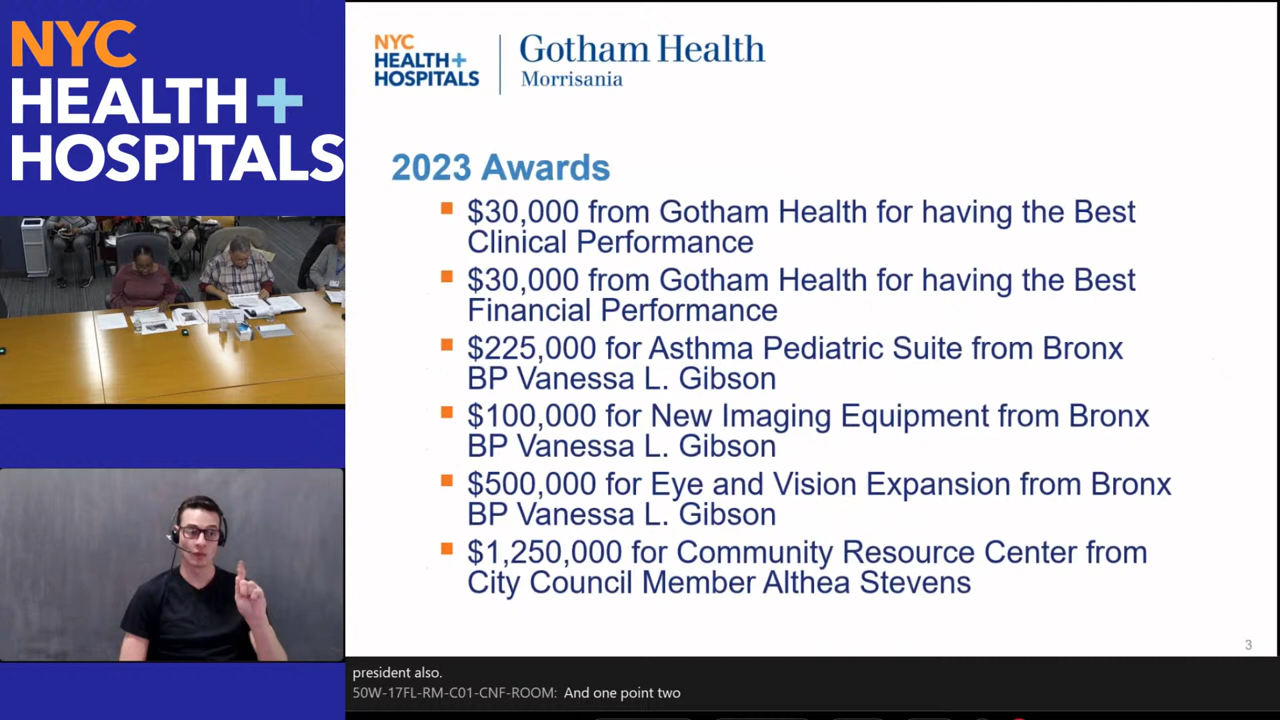 NYC
HEALTH+
HOSPITALS
NYC
HEALTH+
HOSPITALS
Gotham Health
Morrisania
2023 Awards
$30,000 from Gotham Health for having the Best
Clinical Performance
$30,000 from Gotham Health for having the Best
Financial Performance
$225,000 for Asthma Pediatric Suite from Bronx
BP Vanessa L. Gibson
$100,000 for New Imaging Equipment from Bronx
BP Vanessa L. Gibson
$500,000 for Eye and Vision Expansion from Bronx
BP Vanessa L. Gibson
$1,250,000 for Community Resource Center from
City Council Member Althea Stevens
3
president also.
50W-17FL-RM-C01-CNF-ROOM: And one point two